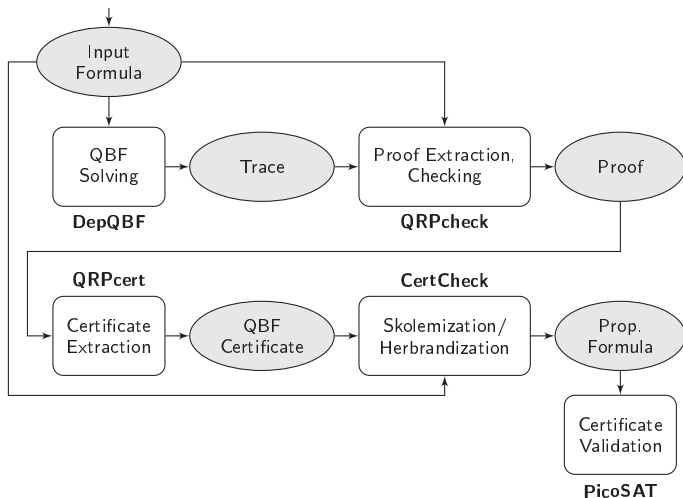 Input
Formula
QBF
Solving
DepQBF
Trace
Proof Extraction,
Checking
QRPcheck
Proof
QRPcert
Certificate
Extraction
QBF
Certificate
CertCheck
Skolemization/
Herbrandization
Prop.
Formula
Certificate
Validation
PicoSAT